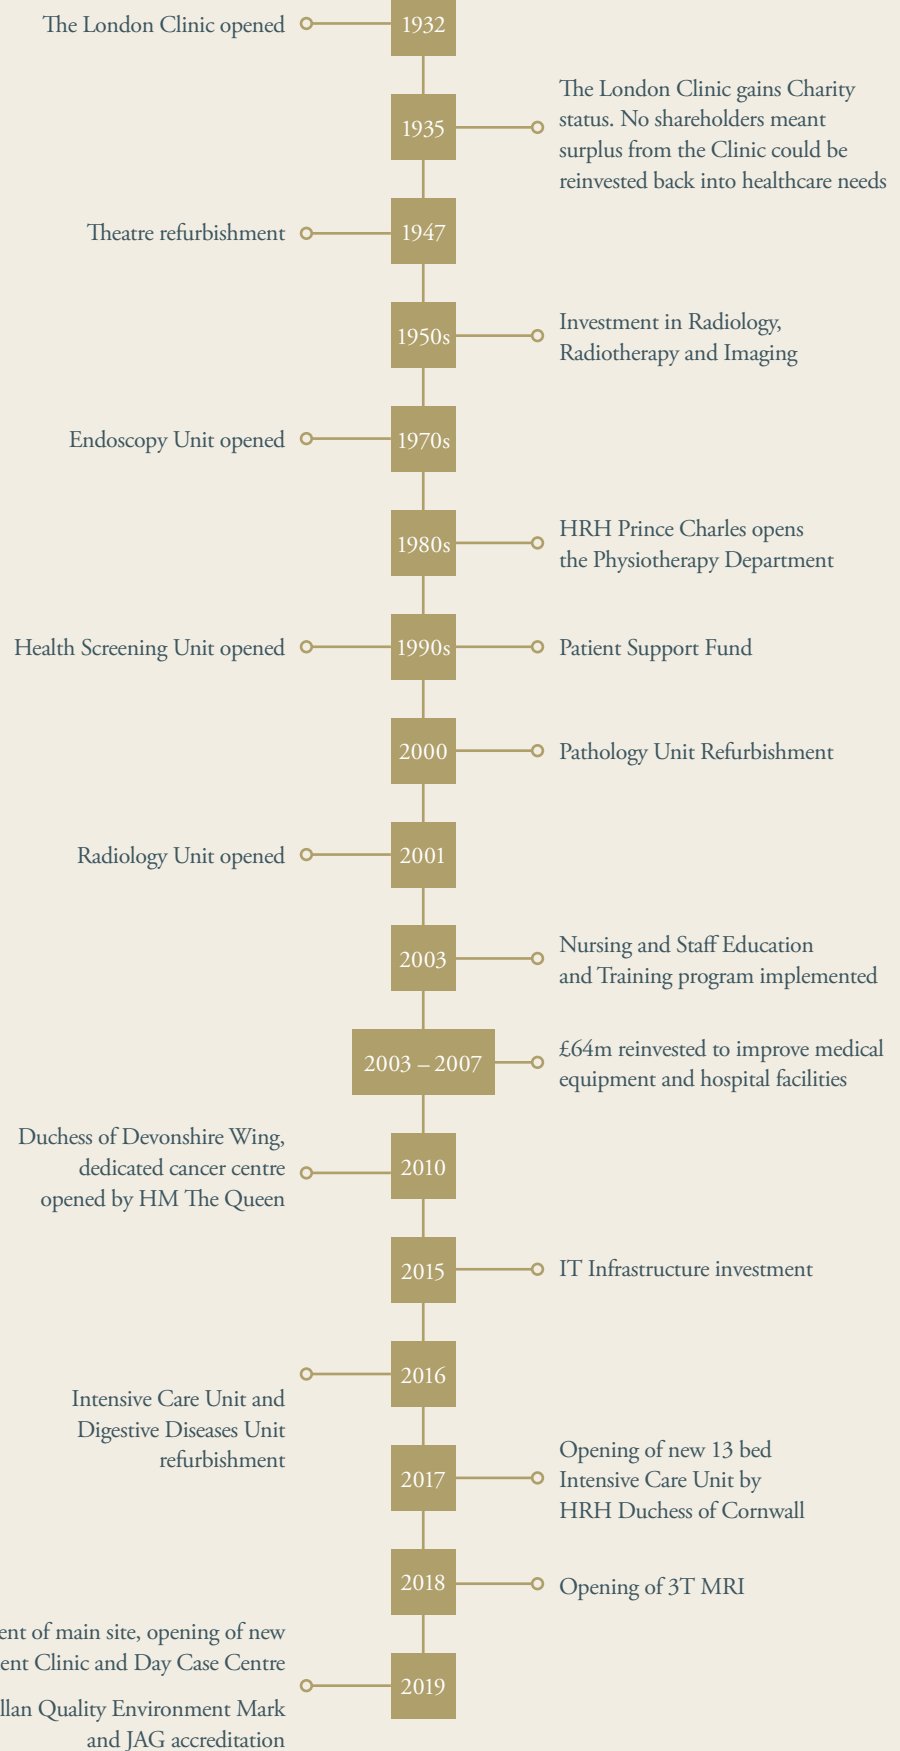 The London Clinic opened
1932
1935
The London Clinic gains Charity
status. No shareholders meant
surplus from the Clinic could be
reinvested back into healthcare needs
Theatre refurbishment
1947
1950s
Investment in Radiology,
Radiotherapy and Imaging
Endoscopy Unit opened
1970s
1980s
HRH Prince Charles opens
the Physiotherapy Department
Health Screening Unit opened
1990s
Patient Support Fund
2000
Pathology Unit Refurbishment
Radiology Unit opened
2001
2003
Nursing and Staff Education
and Training program implemented
2003 – 2007
£64m reinvested to improve medical
equipment and hospital facilities
Duchess of Devonshire Wing,
dedicated cancer centre
opened by HM The Queen
2010
2015
IT Infrastructure investment
2016
Intensive Care Unit and
Digestive Diseases Unit
refurbishment
2017
Opening of new 13 bed
Intensive Care Unit by
HRH Duchess of Cornwall
2018
Opening of 3T MRI
of main site, opening of new
Clinic and Day Case Centre
2019
Quality Environment Mark
and JAG accreditation